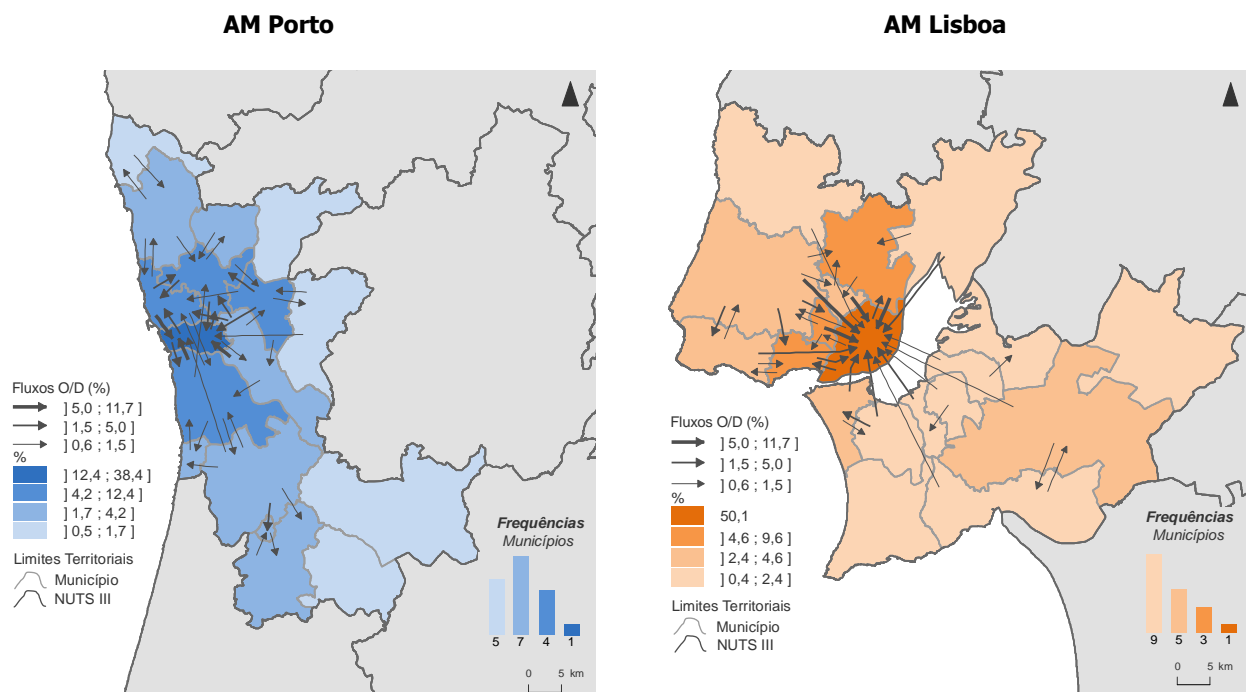 AM Porto
Fluxos O/D (%)
] 5,0 ; 11,7 ]
] 1,5 ; 5,0 ]
] 0,6 ; 1,5 ]
%
] 12,4 ; 38,4 ]
] 4,2 ; 12,4 ]
] 1,7 ; 4,2 ]
] 0,5 ; 1,7 ]
Limites Territoriais
Município
NUTS III
Frequências
Municípios
5 7 4 1
0 5 km
AM Lisboa
Fluxos O/D (%)
] 5,0 ; 11,7 ]
] 1,5 ; 5,0 ]
] 0,6 ; 1,5 ]
%
50,1
] 4,6 ; 9,6 ]
] 2,4 ; 4,6 ]
] 0,4 ; 2,4 ]
Limites Territoriais
Município
NUTS III
Frequências
Municípios
9 5 3 1
0 5 km